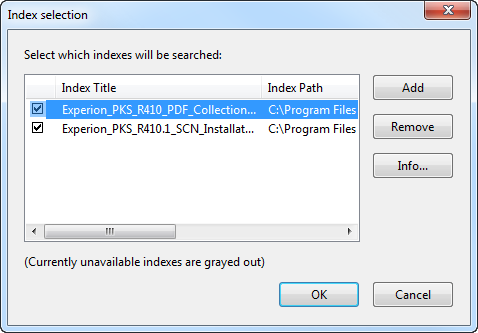 Index selection
Select which indexes will be searched:
Index Title Index Path
Experion_PKS_R410_PDF_Collection... C:\Program Files
Experion_PKS_R410.1_SCN_Installat... C:\Program Files
Add
Remove
Info...
(Currently unavailable indexes are grayed out)
OK Cancel